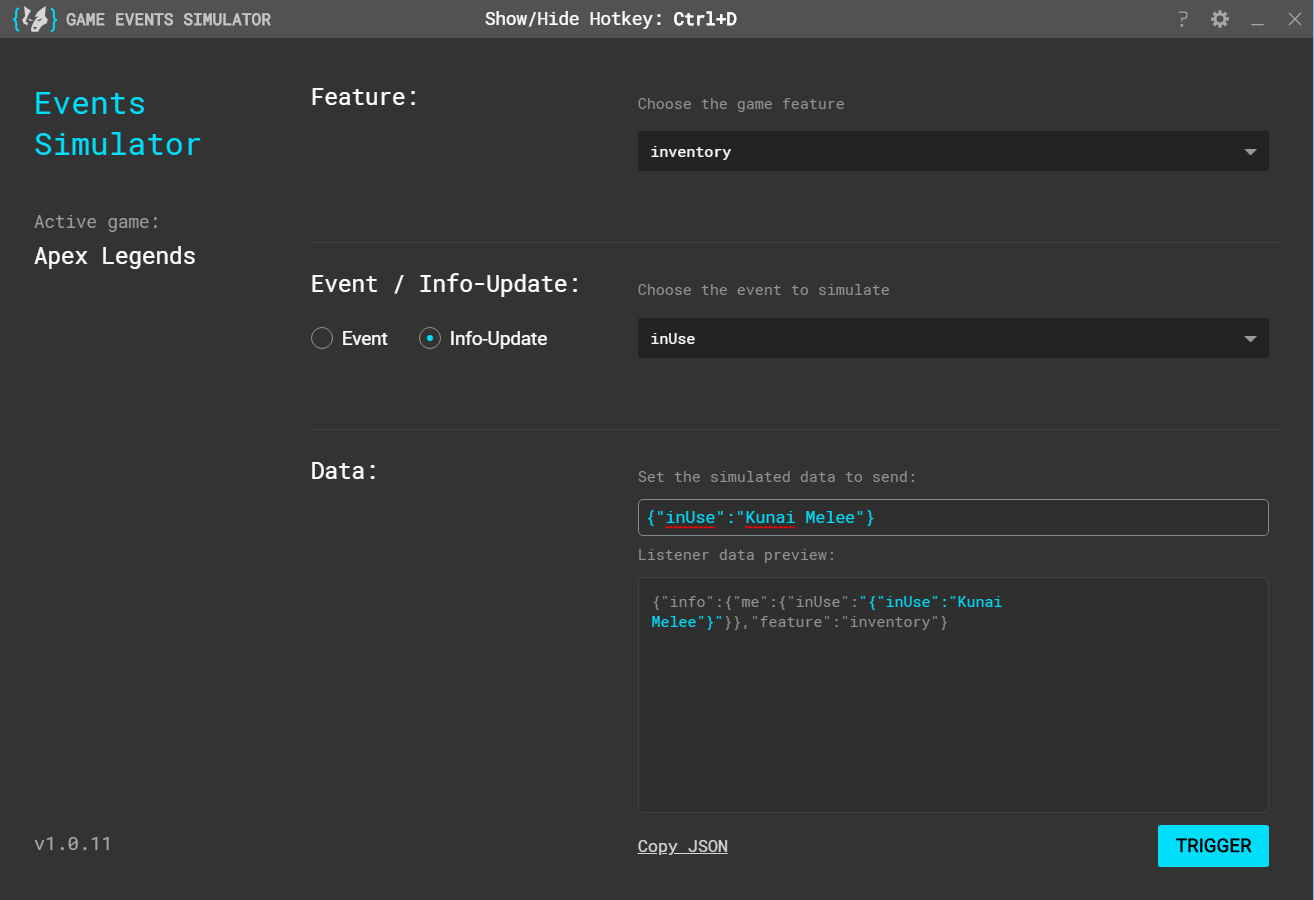 GAME EVENTS SIMULATOR
Show/Hide Hotkey: Ctrl+D
?
Events
Simulator
Active game:
Apex Legends
v1.0.11
Feature:
Choose the game feature
inventory
Event / Info-Update:
Event
Info-Update
Choose the event to simulate
inUse
Data:
Set the simulated data to send:
{"inUse":"Kunai Melee"}
Listener data preview:
{"info":{"me":{"inUse":"{"inUse":"Kunai
Melee"}"}},"feature":"inventory"}
Copy JSON
TRIGGER